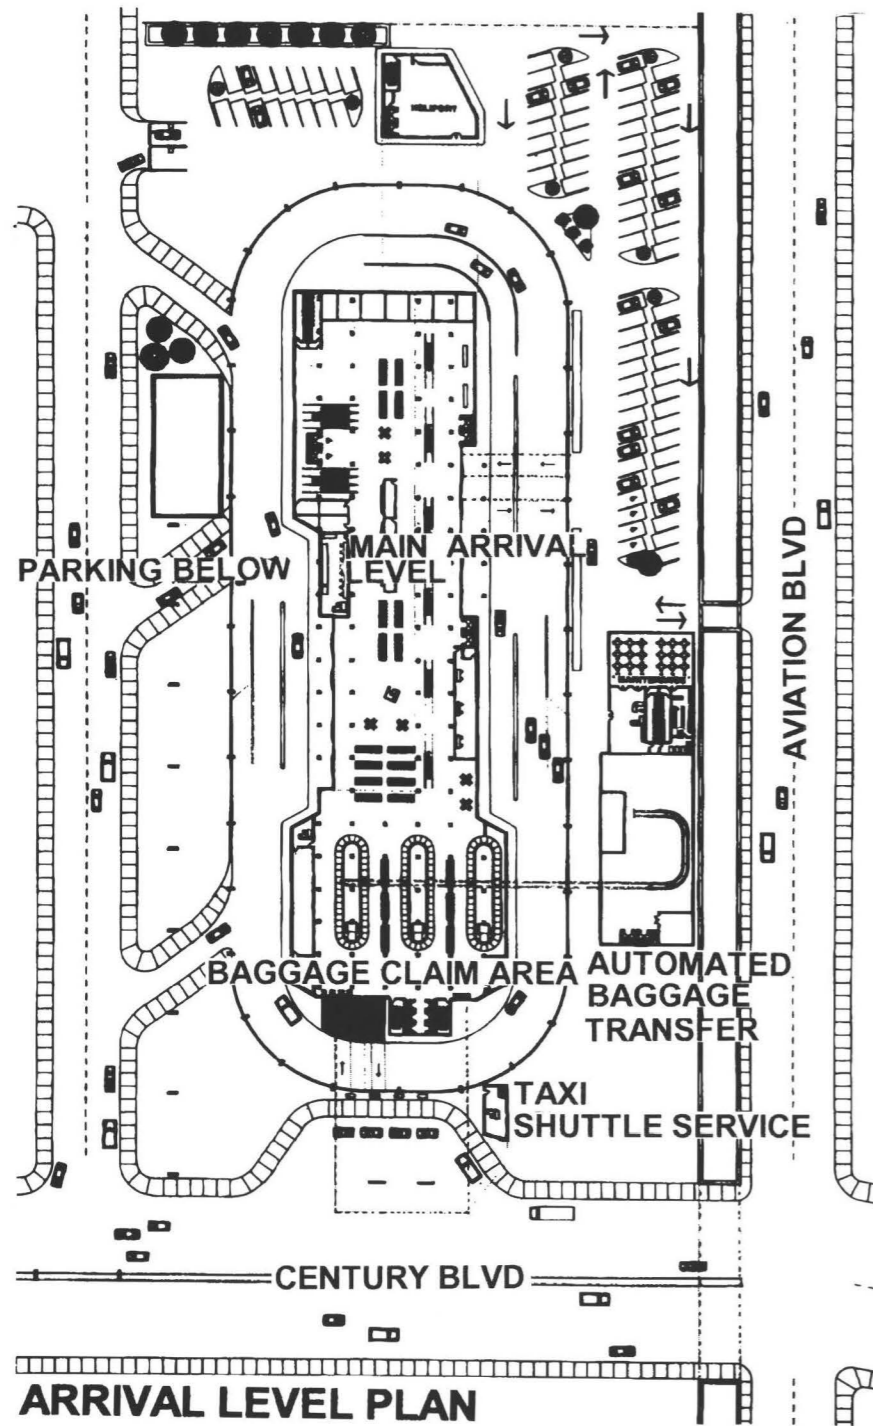 HELIPORT
MAIN ARRIVAL
LEVEL
PARKING BELOW
AVIATION BLVD
BAGGAGE CLAIM AREA
AUTOMATED
BAGGAGE
TRANSFER
TAXI
SHUTTLE SERVICE
CENTURY BLVD
ARRIVAL LEVEL PLAN